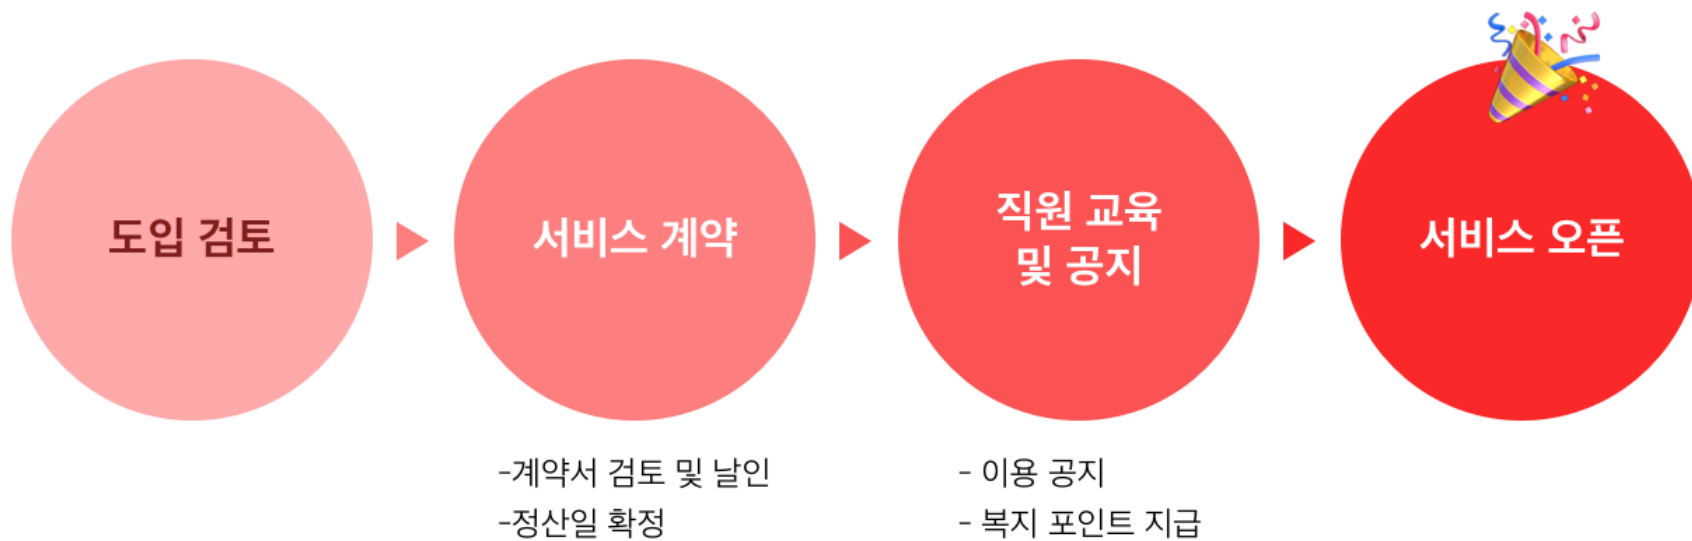 도입 검토
서비스 계약
직원 교육
및 공지
서비스 오픈
-계약서 검토 및 날인
-정산일 확정
- 이용 공지
- 복지 포인트 지급